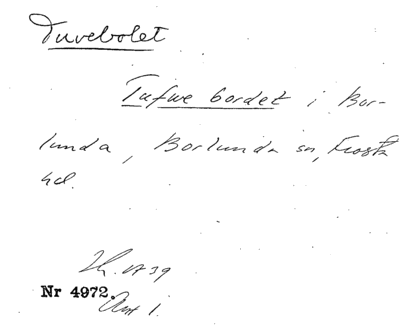 Tuvebolet
Tufwe bordet i Bor-
lunda, Borlunda sn, Frosta
hd.
Nr 4972.